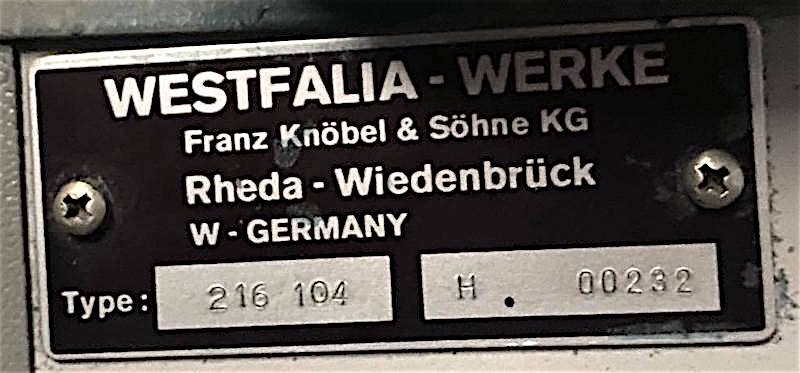 WESTFALIA - WERKE
Franz Knöbel & Söhne KG
Rheda - Wiedenbrück
W - GERMANY
Type: 216 104 H . 00232